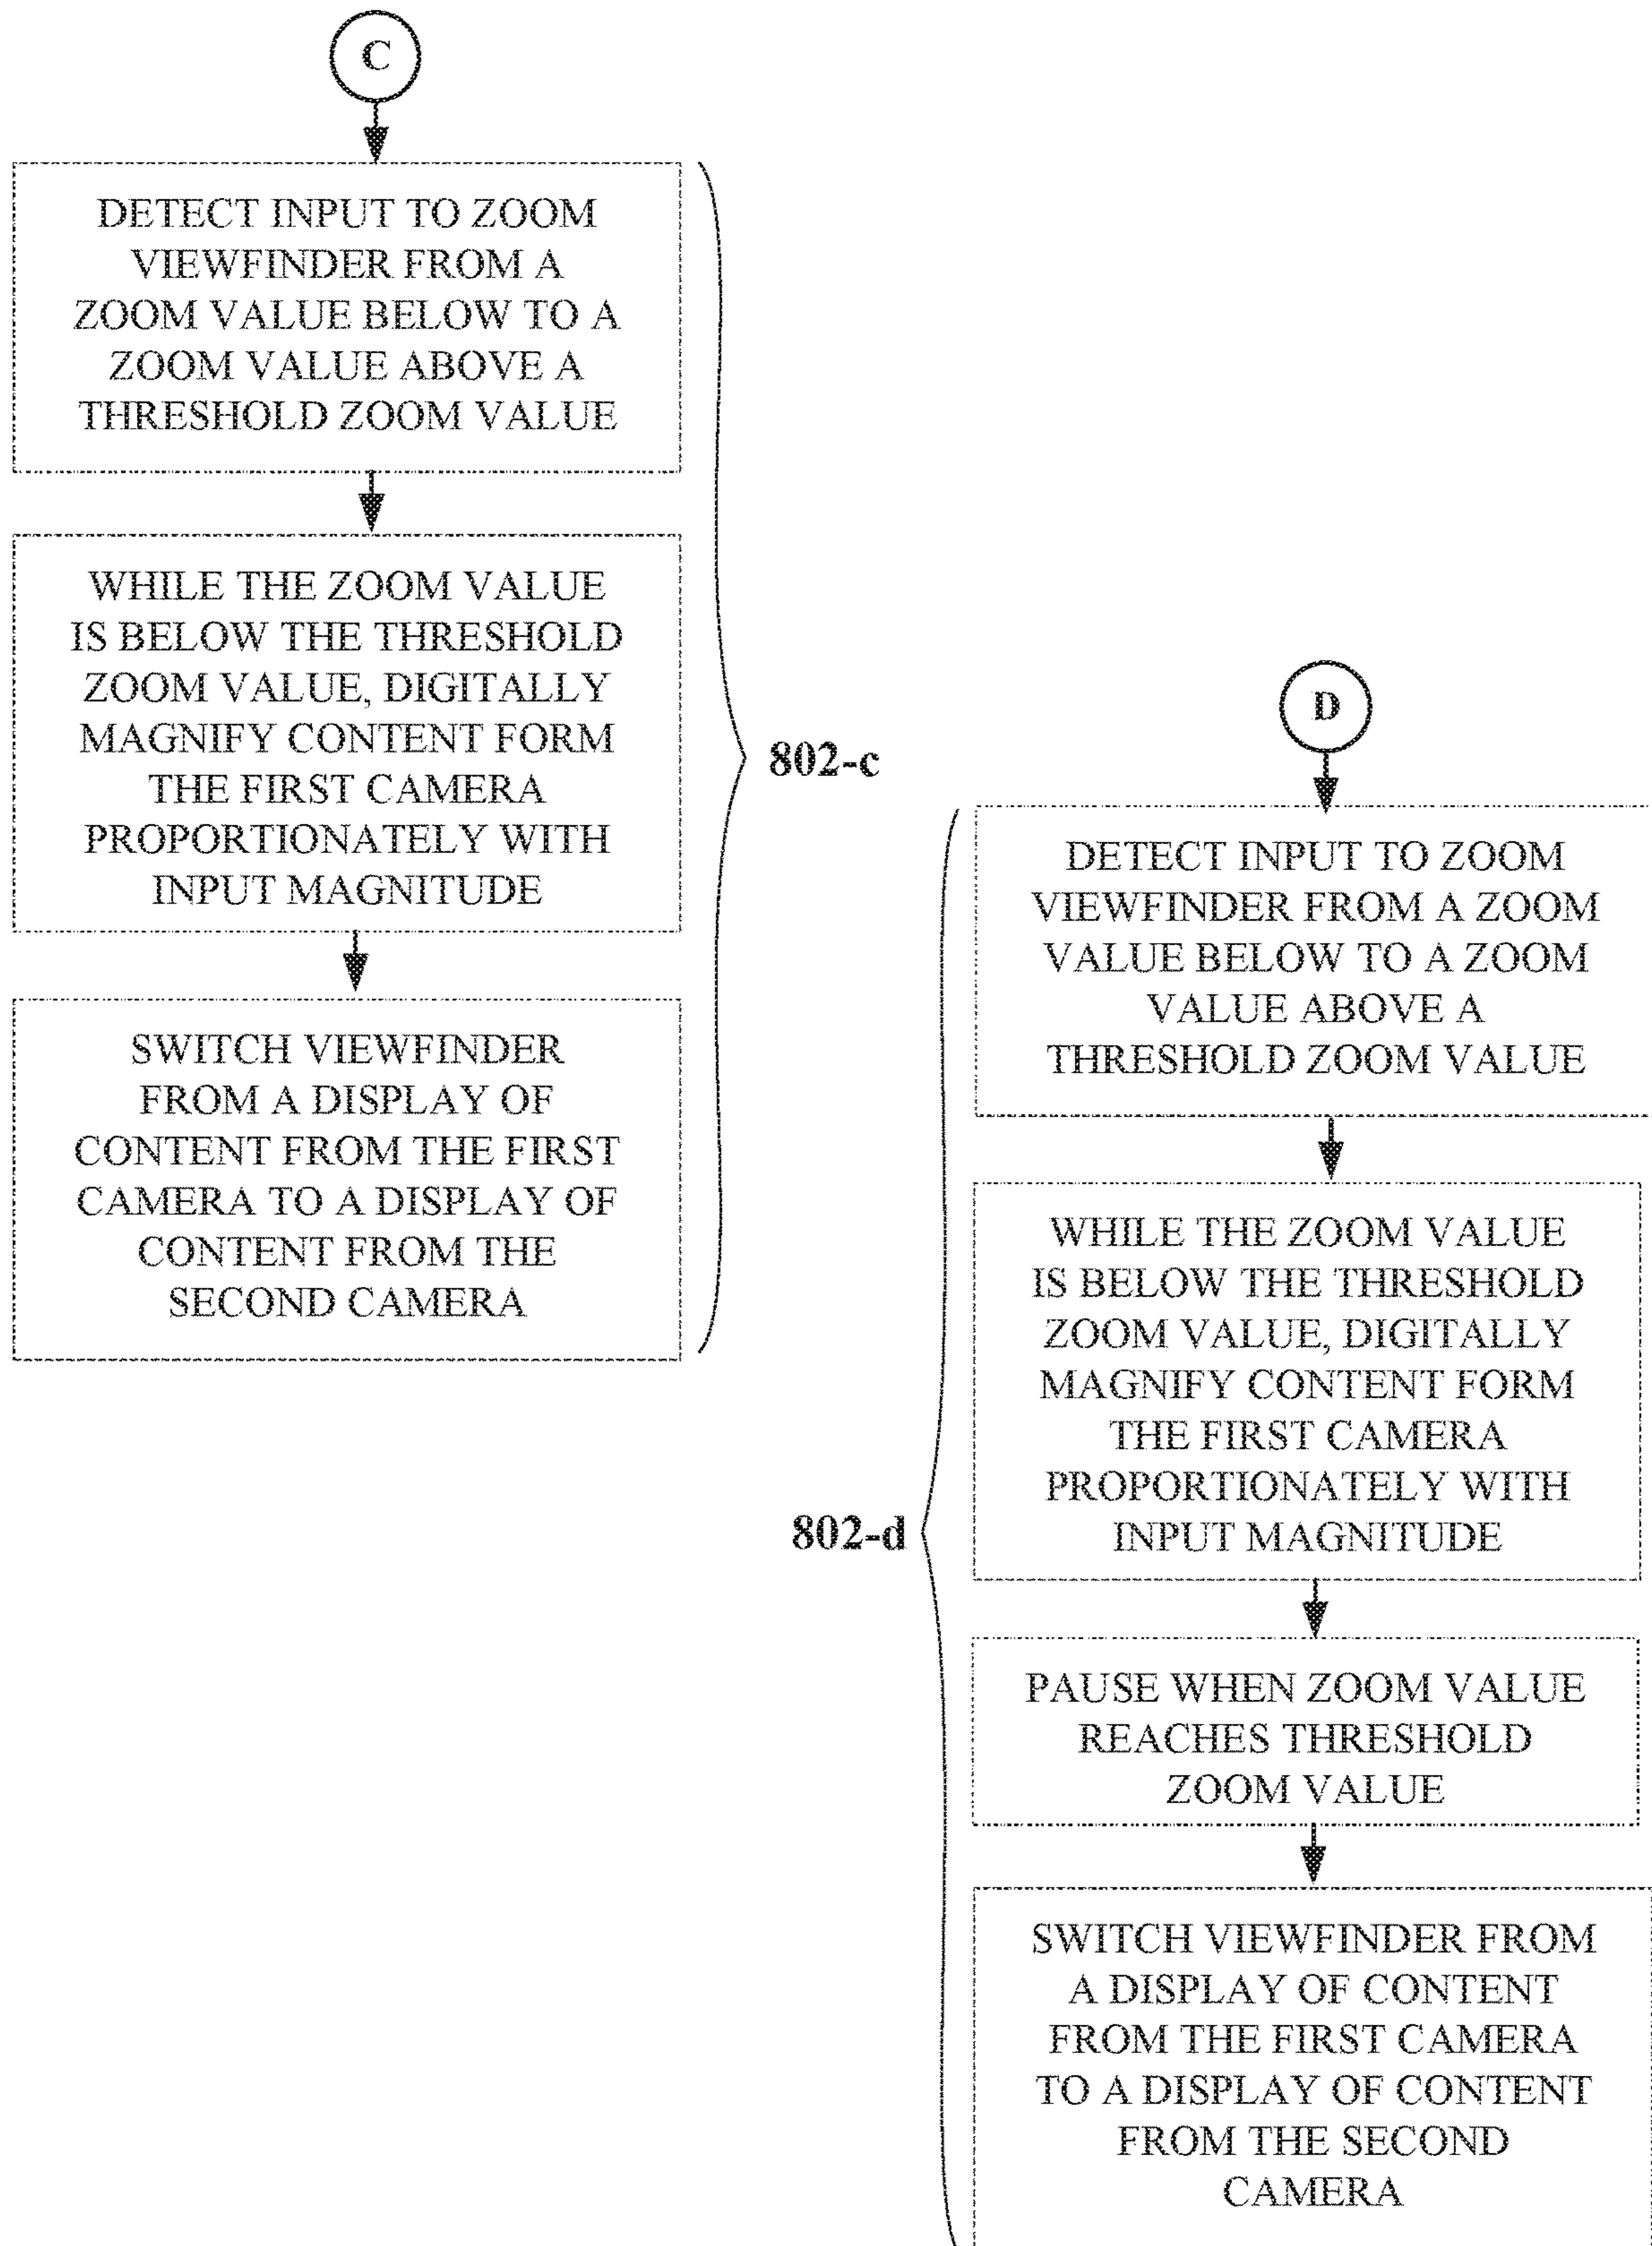 C
DETECT INPUT TO ZOOM
VIEWFINDER FROM A
ZOOM VALUE BELOW TO A
ZOOM VALUE ABOVE A
THRESHOLD ZOOM VALUE
WHILE THE ZOOM VALUE
IS BELOW THE THRESHOLD
ZOOM VALUE, DIGITALLY
MAGNIFY CONTENT FORM
THE FIRST CAMERA
PROPORTIONATELY WITH
INPUT MAGNITUDE
SWITCH VIEWFINDER
FROM A DISPLAY OF
CONTENT FROM THE FIRST
CAMERA TO A DISPLAY OF
CONTENT FROM THE
SECOND CAMERA
802-c
D
DETECT INPUT TO ZOOM
VIEWFINDER FROM A ZOOM
VALUE BELOW TO A ZOOM
VALUE ABOVE A
THRESHOLD ZOOM VALUE
WHILE THE ZOOM VALUE
IS BELOW THE THRESHOLD
ZOOM VALUE, DIGITALLY
MAGNIFY CONTENT FORM
THE FIRST CAMERA
PROPORTIONATELY WITH
INPUT MAGNITUDE
PAUSE WHEN ZOOM VALUE
REACHES THRESHOLD
ZOOM VALUE
SWITCH VIEWFINDER FROM
A DISPLAY OF CONTENT
FROM THE FIRST CAMERA
TO A DISPLAY OF CONTENT
FROM THE SECOND
CAMERA
802-d